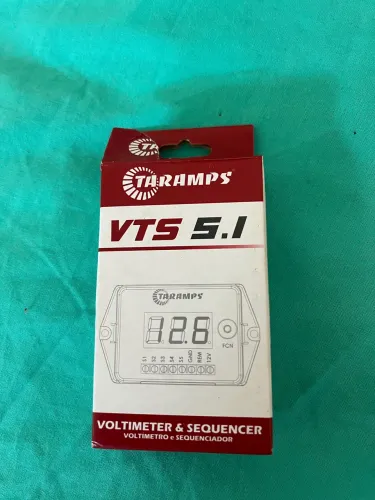 TARAMPS®
TARAMPS®
VTS 5.1
TARAMPS
12.6
FCN
S1
S2
S3
S4
S5
GND
REM
12V
VOLTIMETER & SEQUENCER
VOLTIMETRO e SEQUENCIADOR